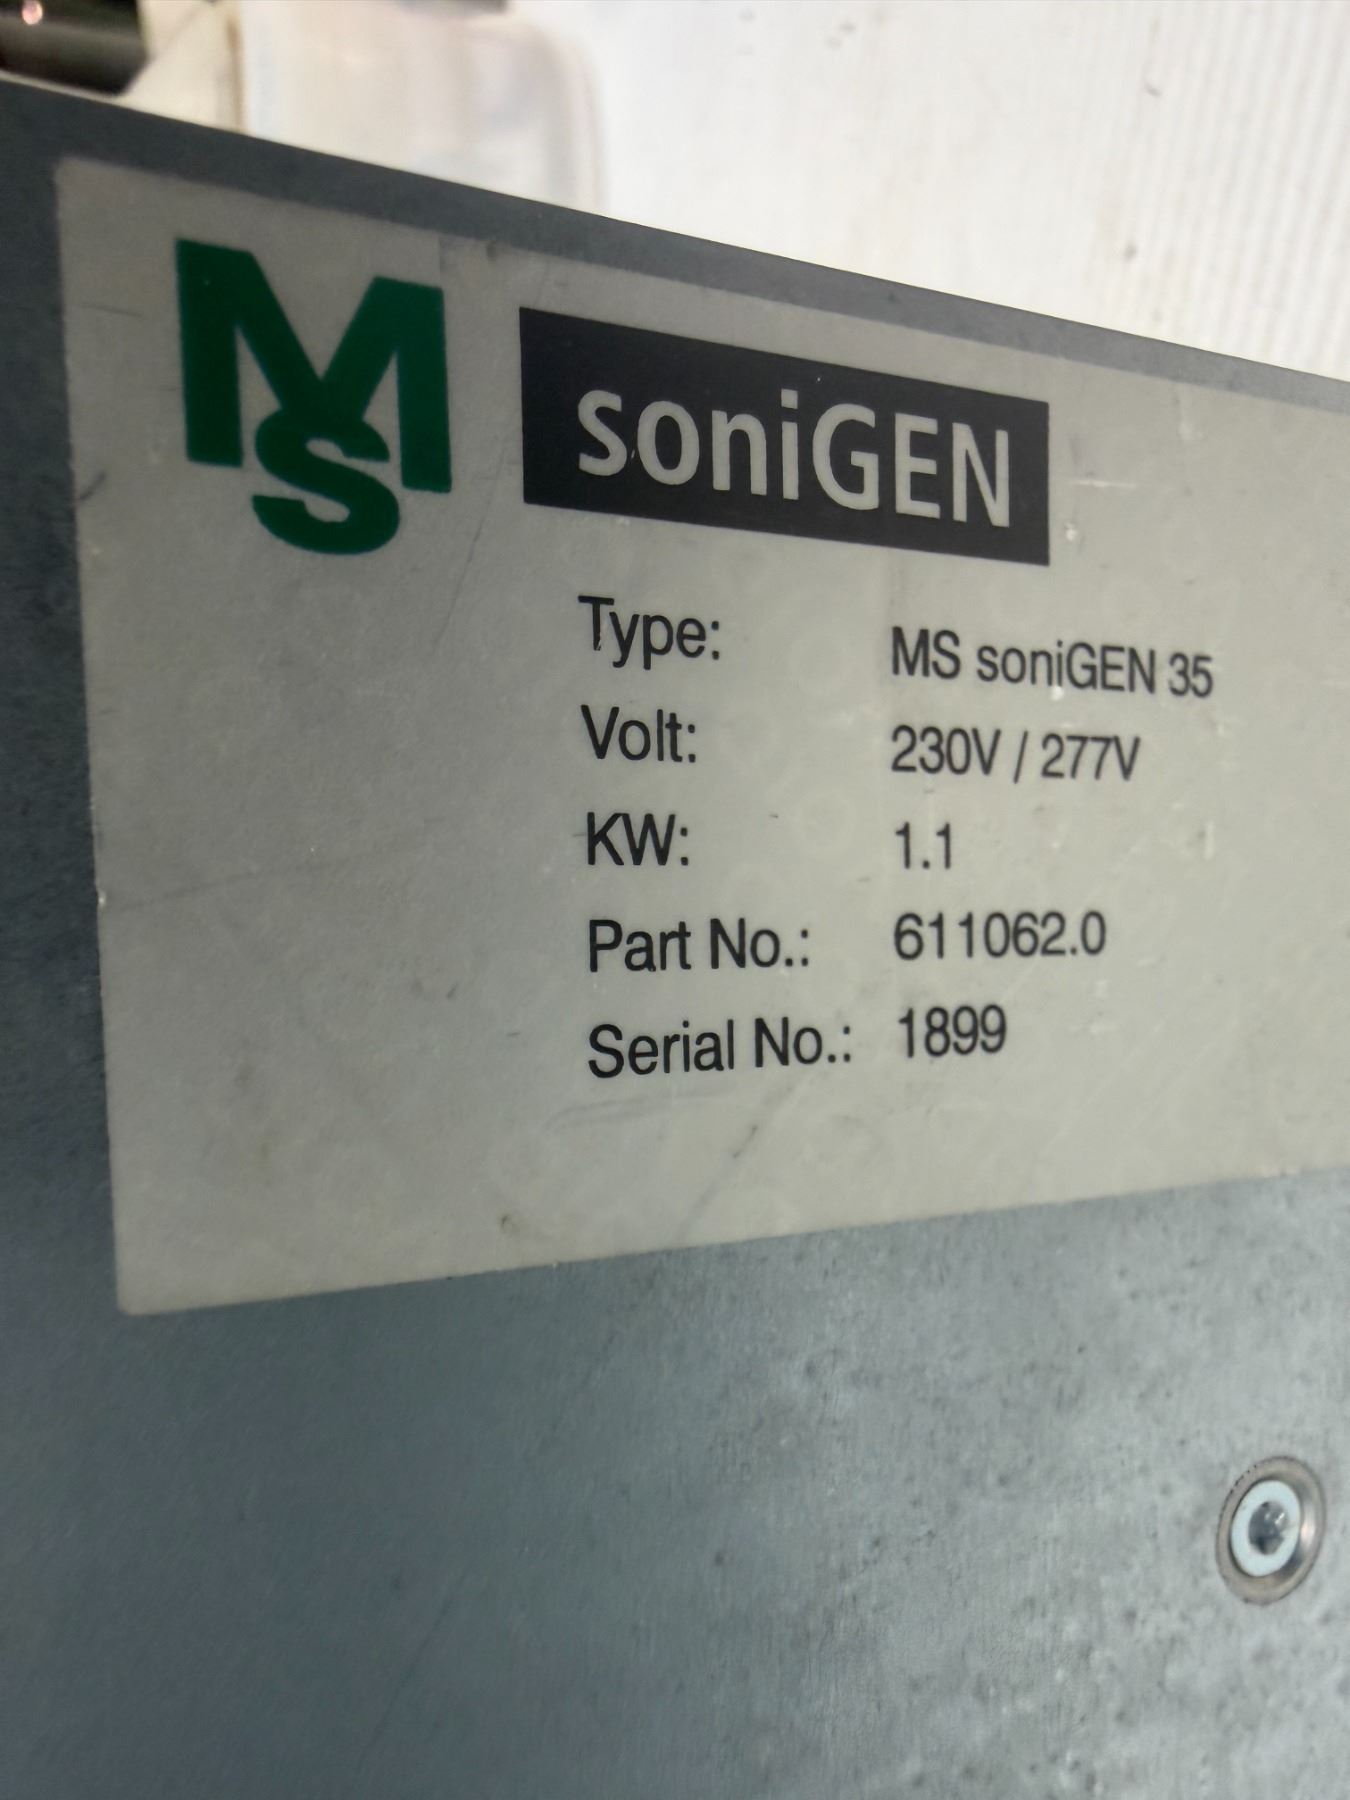 MS
soniGEN
Type: MS soniGEN 35
Volt: 230V / 277V
KW: 1.1
Part No.: 611062.0
Serial No.: 1899